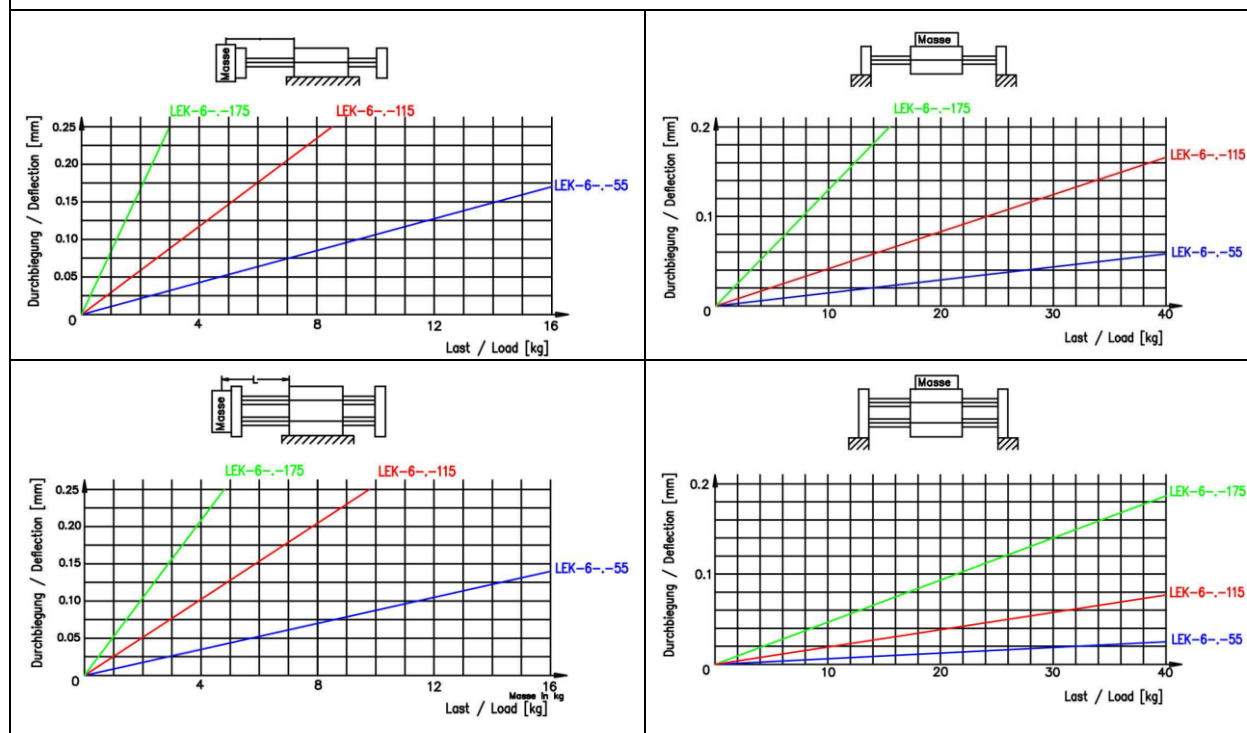 Masse
LEK-6-.-175
LEK-6-.-115
LEK-6-.-55
Durchbiegung / Deflection [mm]
0.25
0.20
0.15
0.10
0.05
0
4
8
12
16
Last / Load [kg]
Masse
LEK-6-.-175
LEK-6-.-115
LEK-6-.-55
Durchbiegung / Deflection [mm]
0.2
0.1
0
10
20
30
40
Last / Load [kg]
L
Masse
LEK-6-.-175
LEK-6-.-115
LEK-6-.-55
Durchbiegung / Deflection [mm]
0.25
0.20
0.15
0.10
0.05
0
4
8
12
16
Masse in kg
Last / Load [kg]
Masse
LEK-6-.-175
LEK-6-.-115
LEK-6-.-55
Durchbiegung / Deflection [mm]
0.2
0.1
0
10
20
30
40
Last / Load [kg]